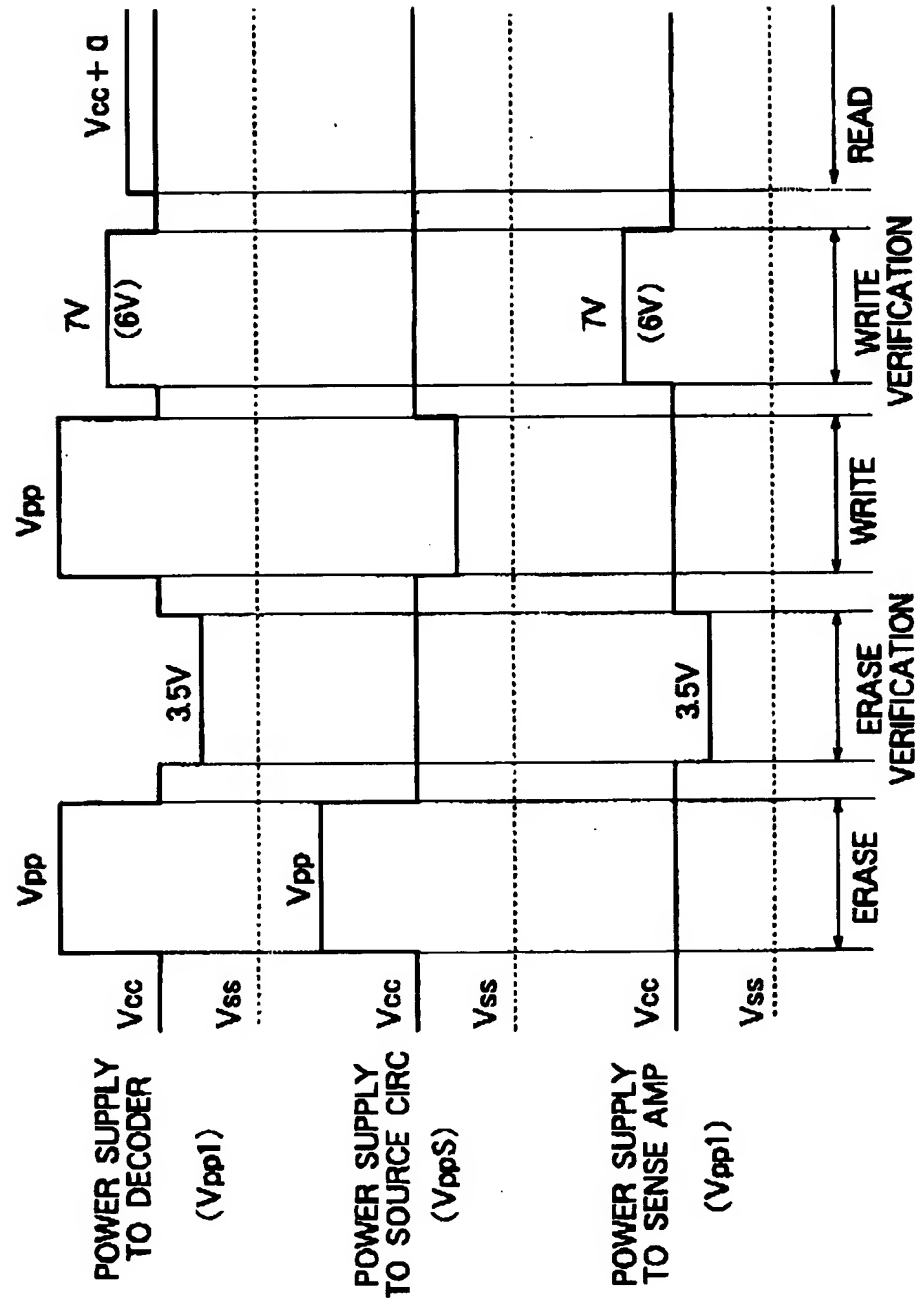 POWER SUPPLY
TO DECODER
(Vpp1)
Vcc
Vss
Vpp
3.5V
Vpp
7V
(6V)
Vcc + α
POWER SUPPLY
TO SOURCE CIRC
(VppS)
Vcc
Vss
Vpp
POWER SUPPLY
TO SENSE AMP
(Vpp1)
Vcc
Vss
3.5V
7V
(6V)
ERASE
ERASE
VERIFICATION
WRITE
WRITE
VERIFICATION
READ